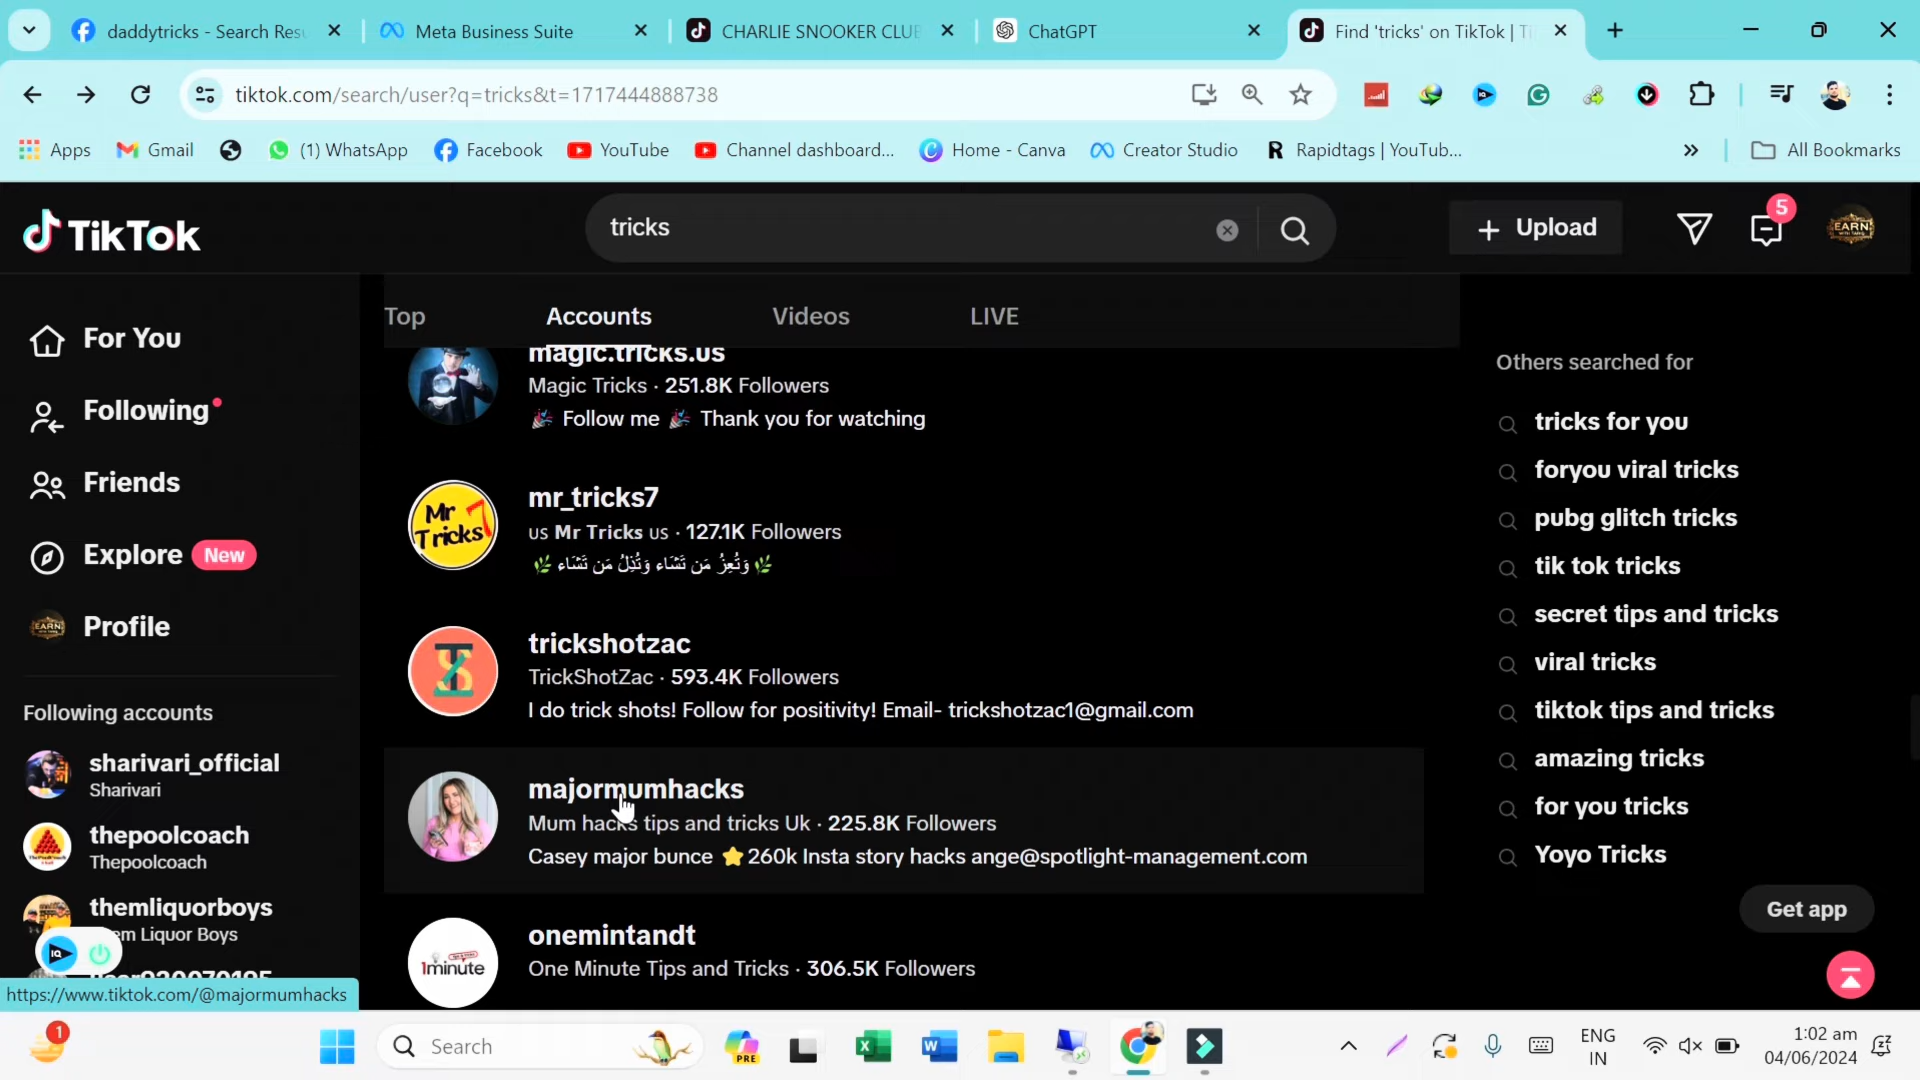 daddytricks - Search Res
Meta Business Suite
CHARLIE SNOOKER CLUB
ChatGPT
Find 'tricks' on TikTok | Ti
tiktok.com/search/user?q=tricks&t=1717444888738
Apps
Gmail
(1) WhatsApp
Facebook
YouTube
Channel dashboard...
Home - Canva
Creator Studio
Rapidtags | YouTub...
All Bookmarks
TikTok
tricks
Upload
5
EARN
Top
Accounts
Videos
LIVE
For You
Following
Friends
Explore New
Profile
Following accounts
sharivari_official
Sharivari
thepoolcoach
Thepoolcoach
themliquorboys
em Liquor Boys
magic.tricks.us
Magic Tricks · 251.8K Followers
🎉 Follow me 🎉 Thank you for watching
Mr Tricks 7
mr_tricks7
us Mr Tricks us · 127.1K Followers
🌿 وَتُعِزُ مَن تَشَاء وَتُذِلُ مَن تَشَاء 🌿
trickshotzac
TrickShotZac · 593.4K Followers
I do trick shots! Follow for positivity! Email- trickshotzac1@gmail.com
majormumhacks
Mum hacks tips and tricks Uk · 225.8K Followers
Casey major bunce ⭐260k Insta story hacks ange@spotlight-management.com
1minute
onemintandt
One Minute Tips and Tricks · 306.5K Followers
Others searched for
tricks for you
foryou viral tricks
pubg glitch tricks
tik tok tricks
secret tips and tricks
viral tricks
tiktok tips and tricks
amazing tricks
for you tricks
Yoyo Tricks
Get app
IQ
https://www.tiktok.com/@majormumhacks
1
Search
PRE
ENG
IN
1:02 am
04/06/2024